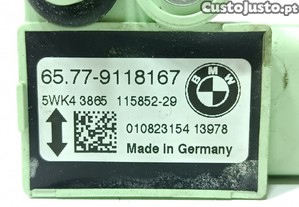 CustoJusto.pt
65.77-9118167
BMW
5WK4 3865 115852-29
010823154 13978
Made in Germany